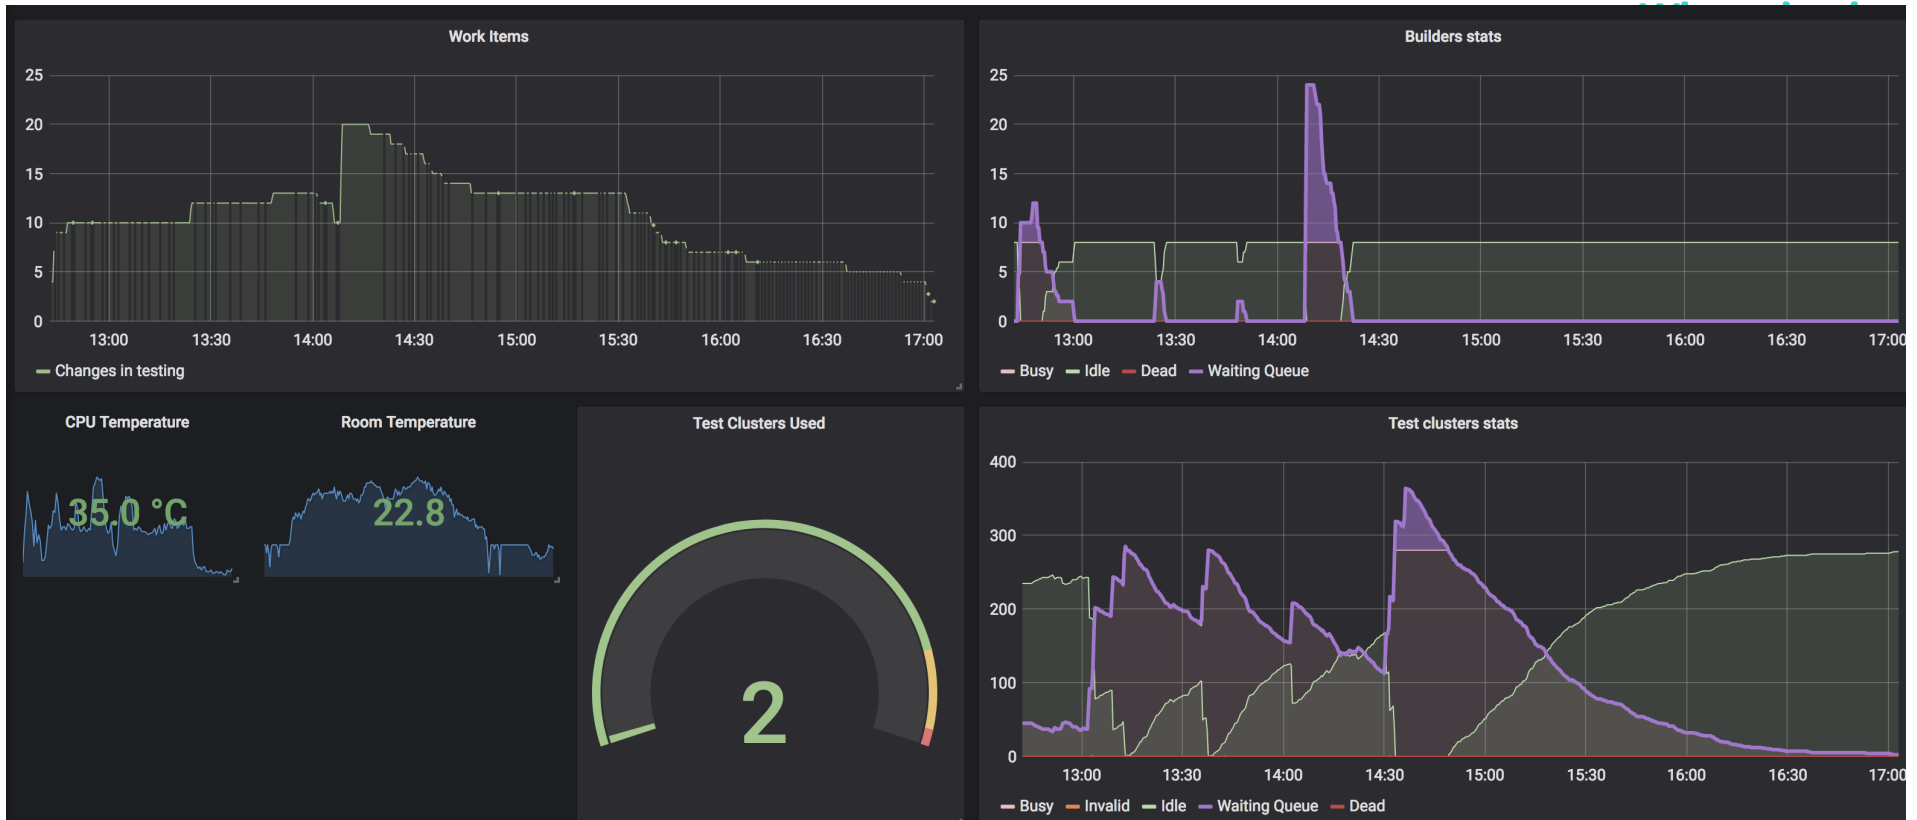 Work Items
25
20
15
10
5
0
13:00 13:30 14:00 14:30 15:00 15:30 16:00 16:30 17:00
Changes in testing
Builders stats
25
20
15
10
5
0
13:00 13:30 14:00 14:30 15:00 15:30 16:00 16:30 17:00
Busy Idle Dead Waiting Queue
CPU Temperature
35.0 °C
Room Temperature
22.8
Test Clusters Used
2
Test clusters stats
400
300
200
100
0
13:00 13:30 14:00 14:30 15:00 15:30 16:00 16:30 17:00
Busy Invalid Idle Waiting Queue Dead